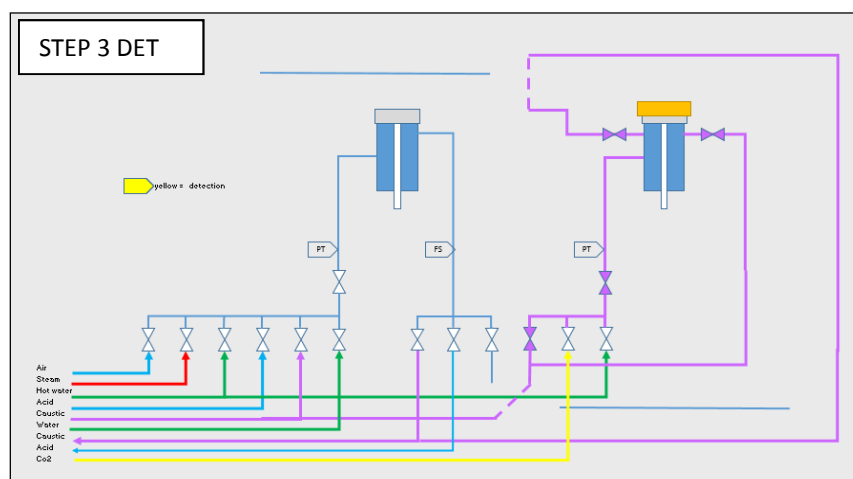 STEP 3 DET
yellow = detection
PT
FS
PT
Air
Steam
Hot water
Acid
Caustic
Water
Caustic
Acid
Co2